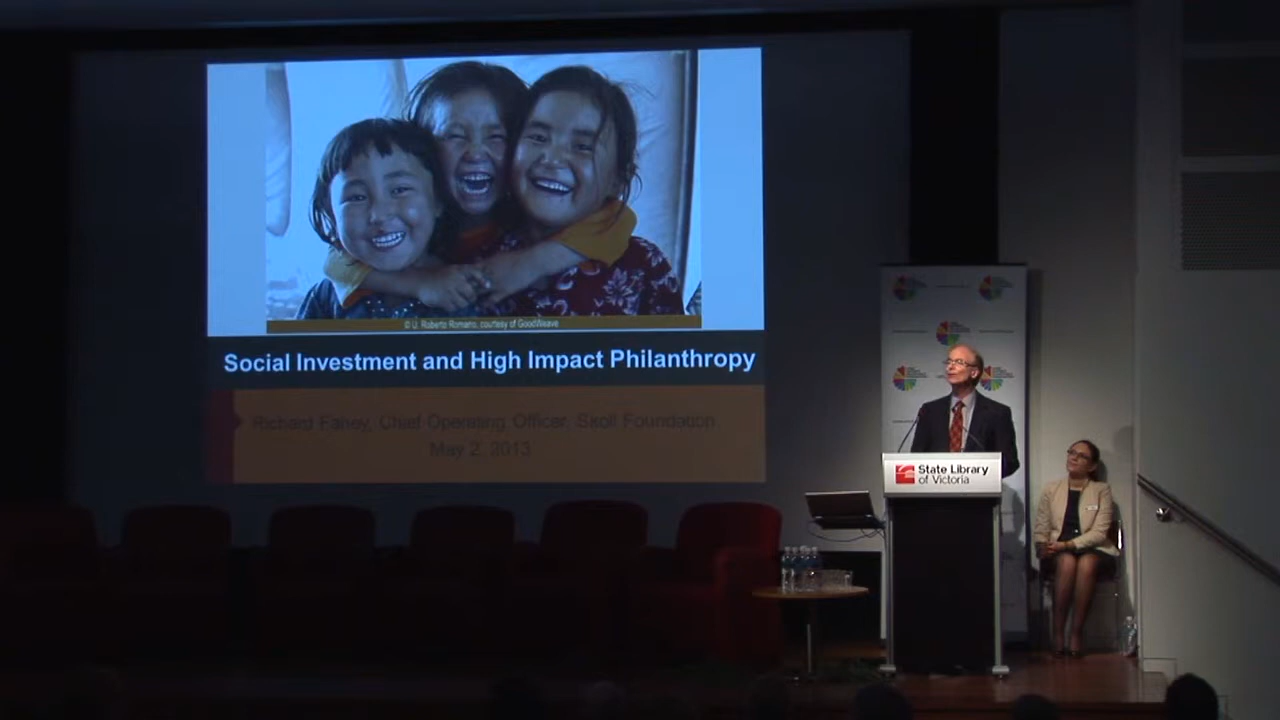 © U. Roberto Romano, courtesy of GoodWeave
Social Investment and High Impact Philanthropy
Richard Fahey, Chief Operating Officer, Skoll Foundation
May 2, 2013
State Library
of Victoria